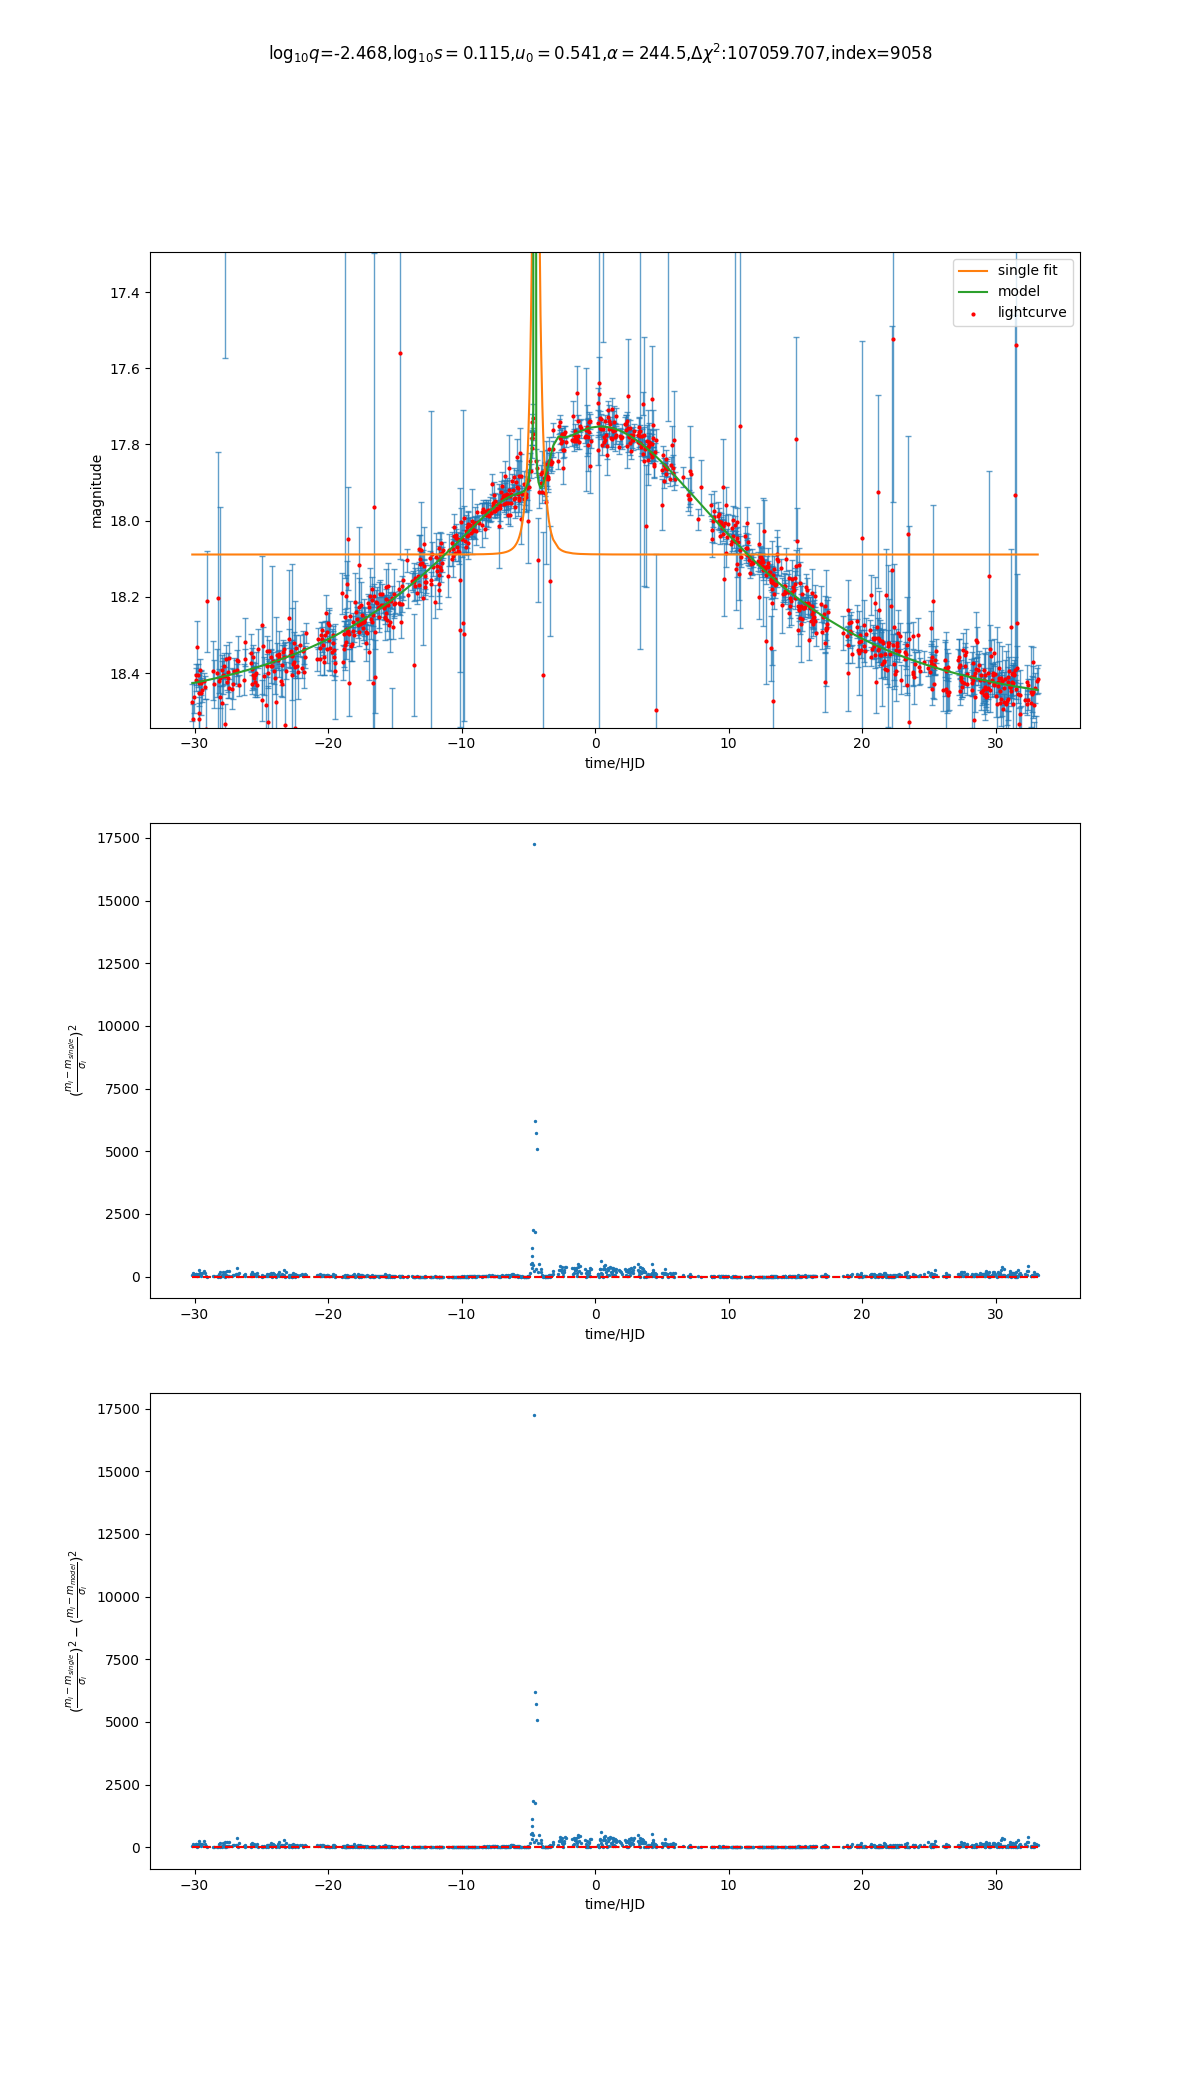 log₁₀q=-2.468,log₁₀s = 0.115,u₀ = 0.541,α = 244.5,Δχ²:107059.707,index=9058
single fit
model
lightcurve
magnitude
17.4
17.6
17.8
18.0
18.2
18.4
−30 −20 −10 0 10 20 30
time/HJD
(mᵢ − m_single / σᵢ)²
17500
15000
12500
10000
7500
5000
2500
0
−30 −20 −10 0 10 20 30
time/HJD
(mᵢ − m_single / σᵢ)² − (mᵢ − m_model / σᵢ)²
17500
15000
12500
10000
7500
5000
2500
0
−30 −20 −10 0 10 20 30
time/HJD